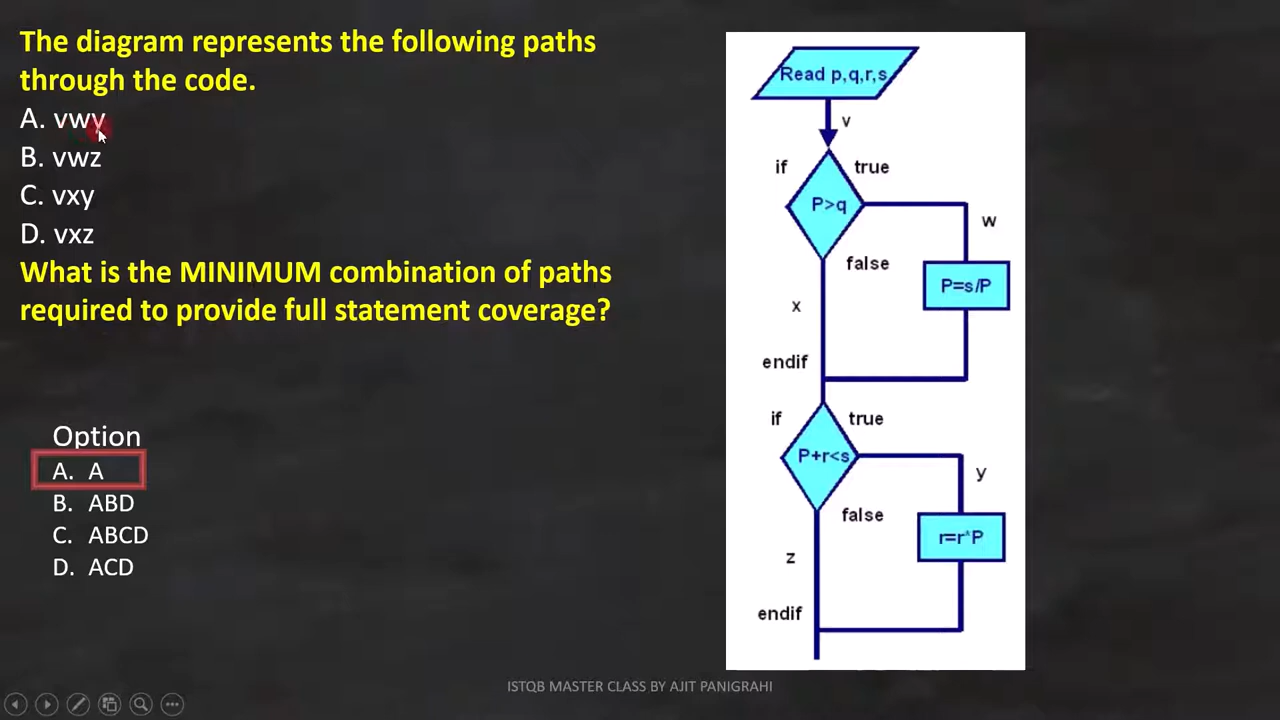 The diagram represents the following paths
through the code.
A. vwy
B. vwz
C. vxy
D. vxz
What is the MINIMUM combination of paths
required to provide full statement coverage?
Option
A. A
B. ABD
C. ABCD
D. ACD
Read p,q,r,s
v
if
true
P>q
w
false
P=s/P
x
endif
if
true
P+r<s
y
false
r=r*P
z
endif
ISTQB MASTER CLASS BY AJIT PANIGRAHI